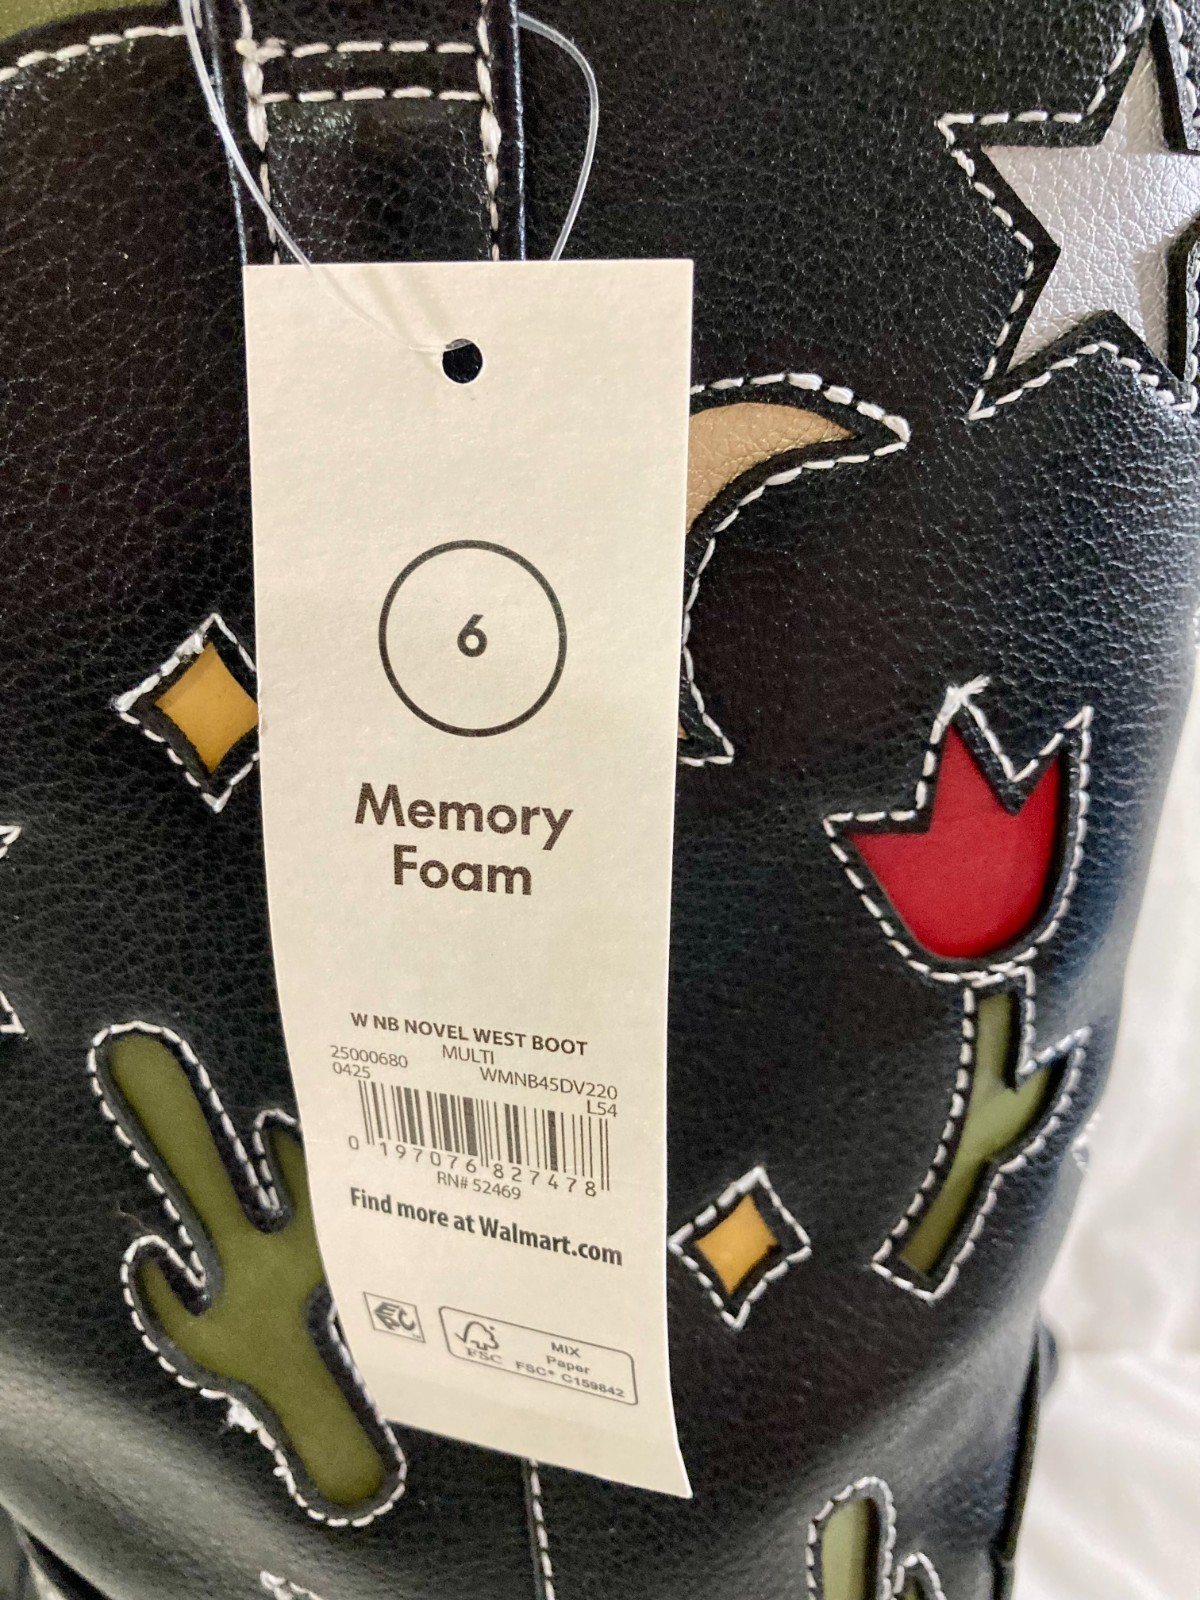 6
Memory
Foam
W NB NOVEL WEST BOOT
25000680 MULTI
0425 WMNB45DV220
L54
0 197076 827478
RN# 52469
Find more at Walmart.com
EPC
FSC
MIX
Paper
FSC® C159842